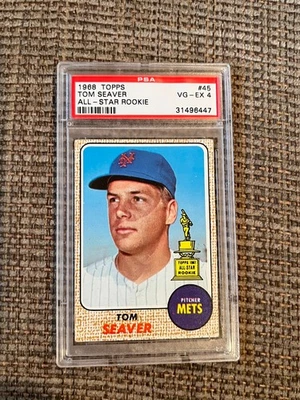 PSA
1968 TOPPS #45
TOM SEAVER VG-EX 4
ALL-STAR ROOKIE 31496447
NY
TOPPS 1967
ALL STAR
ROOKIE
PITCHER
METS
TOM
SEAVER